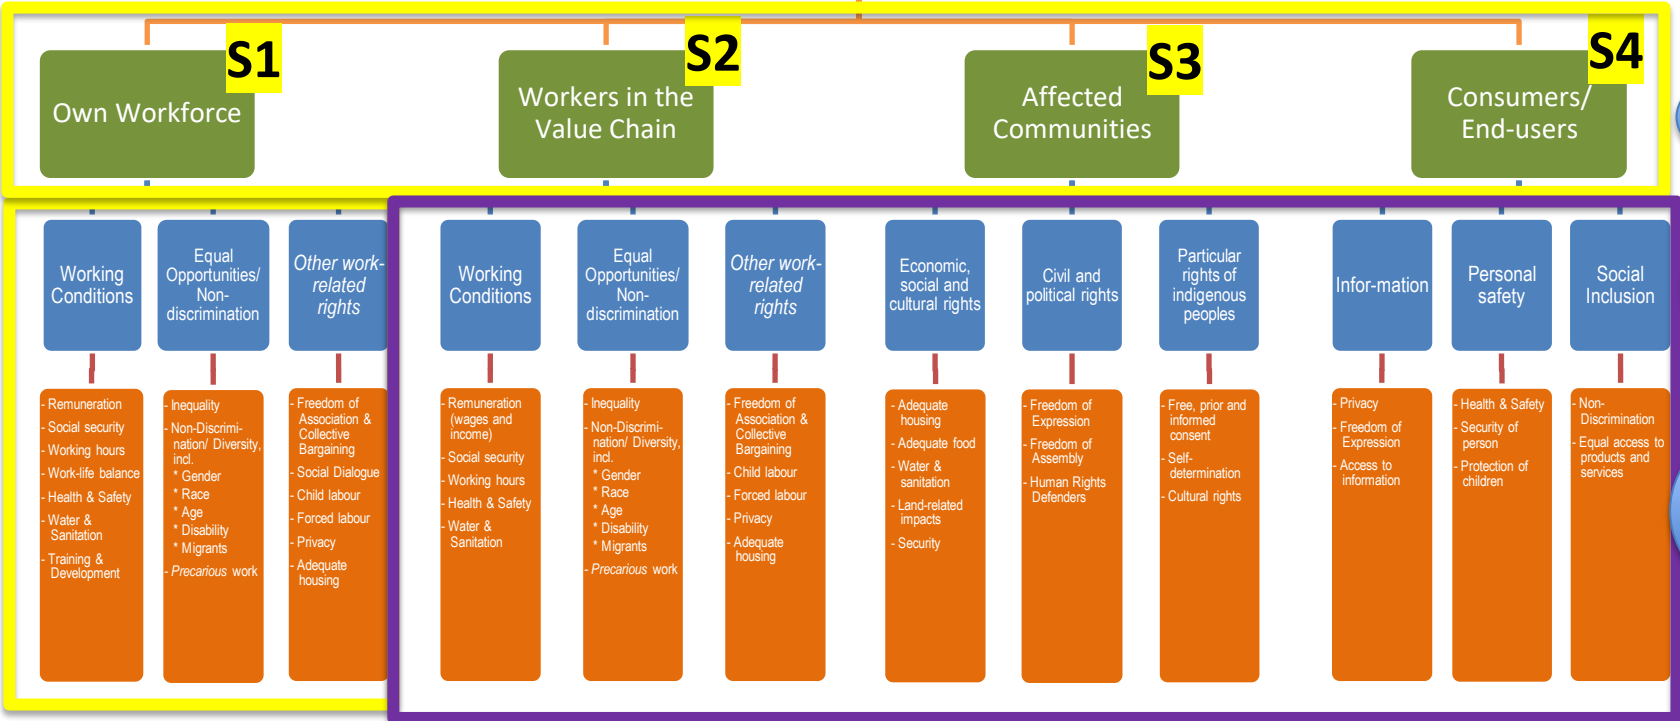 S1
Own Workforce
S2
Workers in the
Value Chain
S3
Affected
Communities
S4
Consumers/
End-users
Working
Conditions
Equal
Opportunities/
Non-
discrimination
Other work-
related
rights
Working
Conditions
Equal
Opportunities/
Non-
discrimination
Other work-
related
rights
Economic,
social and
cultural rights
Civil and
political rights
Particular
rights of
indigenous
peoples
Infor-mation
Personal
safety
Social
Inclusion
- Remuneration
- Social security
- Working hours
- Work-life balance
- Health & Safety
- Water &
Sanitation
- Training &
Development
- Inequality
- Non-Discrimi-
nation/ Diversity,
incl.
* Gender
* Race
* Age
* Disability
* Migrants
- Precarious work
- Freedom of
Association &
Collective
Bargaining
- Social Dialogue
- Child labour
- Forced labour
- Privacy
- Adequate
housing
- Remuneration
(wages and
income)
- Social security
- Working hours
- Health & Safety
- Water &
Sanitation
- Inequality
- Non-Discrimi-
nation/ Diversity,
incl.
* Gender
* Race
* Age
* Disability
* Migrants
- Precarious work
- Freedom of
Association &
Collective
Bargaining
- Child labour
- Forced labour
- Privacy
- Adequate
housing
- Adequate
housing
- Adequate food
- Water &
sanitation
- Land-related
impacts
- Security
- Freedom of
Expression
- Freedom of
Assembly
- Human Rights
Defenders
- Free, prior and
informed
consent
- Self-
determination
- Cultural rights
- Privacy
- Freedom of
Expression
- Access to
information
- Health & Safety
- Security of
person
- Protection of
children
- Non-
Discrimination
- Equal access to
products and
services